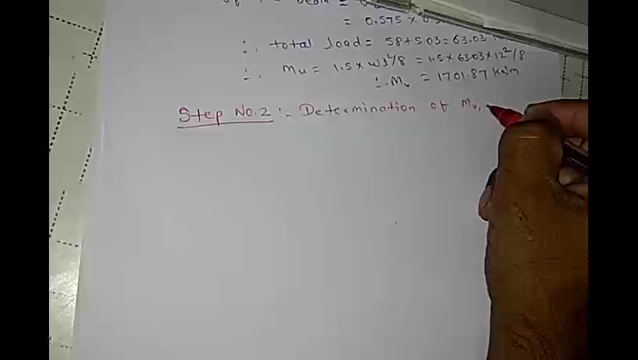 = 0.575 ×
∴ total load = 58 + 5.03 = 63.03
∴ Mu = 1.5 × wl²/8 = 1.5 × 63.03 × 12²/8
∴ Mu = 1701.87 kNm
Step No. 2 :- Determination of Mu,